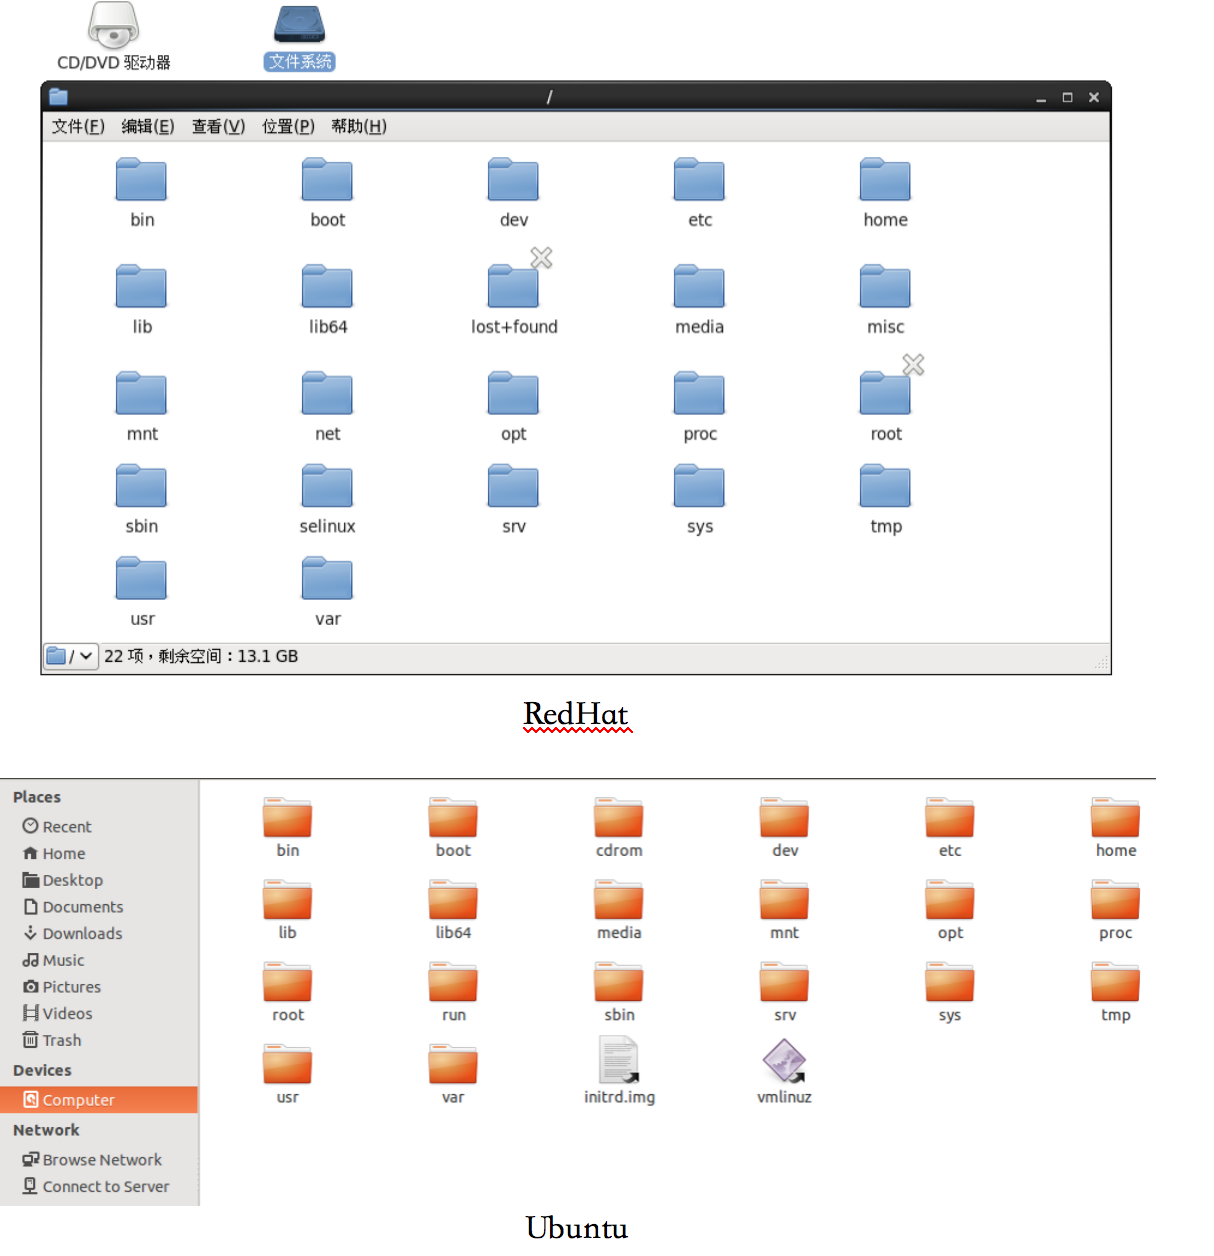 CD/DVD 驱动器 文件系统
/
文件(F) 编辑(E) 查看(V) 位置(P) 帮助(H)
bin boot dev etc home
lib lib64 lost+found media misc
mnt net opt proc root
sbin selinux srv sys tmp
usr var
/ 22 项，剩余空间：13.1 GB
RedHat
Places
Recent
Home
Desktop
Documents
Downloads
Music
Pictures
Videos
Trash
Devices
Computer
Network
Browse Network
Connect to Server
bin boot cdrom dev etc home
lib lib64 media mnt opt proc
root run sbin srv sys tmp
usr var initrd.img vmlinuz
Ubuntu